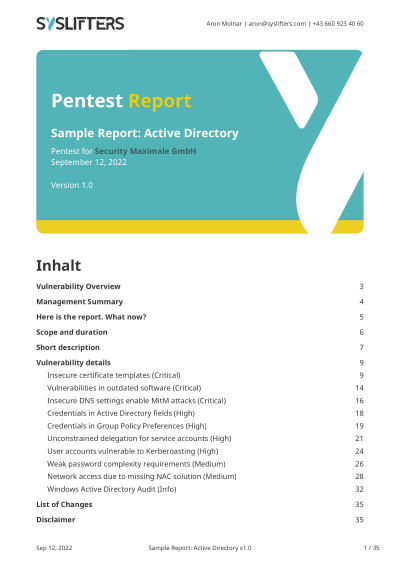 SYSLIFTERS
Aron Molnar | aron@syslifters.com | +43 660 923 40 60
Pentest Report
Sample Report: Active Directory
Pentest for Security Maximale GmbH
September 12, 2022
Version 1.0
Inhalt
Vulnerability Overview 3
Management Summary 4
Here is the report. What now? 5
Scope and duration 6
Short description 7
Vulnerability details 9
Insecure certificate templates (Critical) 9
Vulnerabilities in outdated software (Critical) 14
Insecure DNS settings enable MitM attacks (Critical) 16
Credentials in Active Directory fields (High) 18
Credentials in Group Policy Preferences (High) 19
Unconstrained delegation for service accounts (High) 21
User accounts vulnerable to Kerberoasting (High) 24
Weak password complexity requirements (Medium) 26
Network access due to missing NAC solution (Medium) 28
Windows Active Directory Audit (Info) 32
List of Changes 35
Disclaimer 35
Sep 12, 2022 Sample Report: Active Directory v1.0 1 / 35